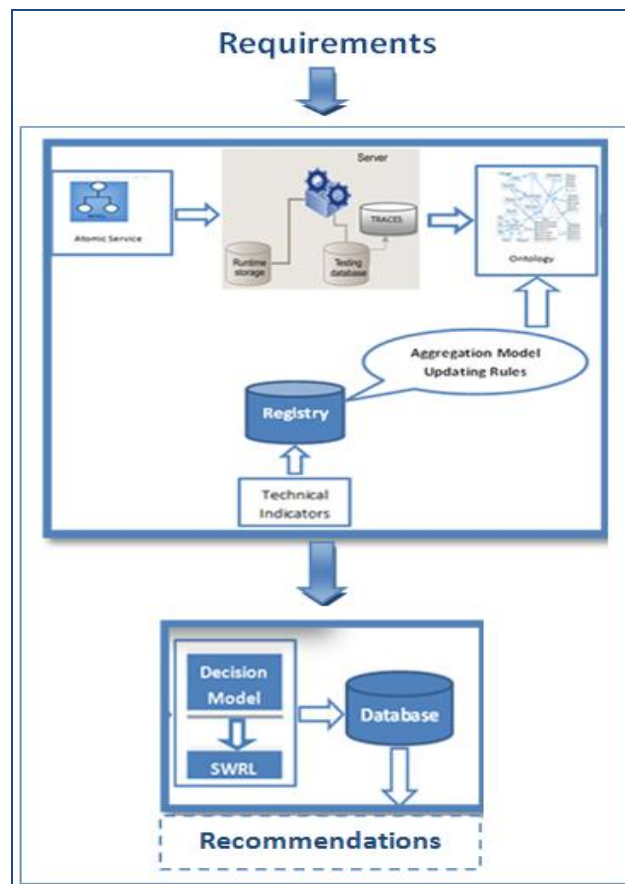 Requirements
Server
Atomic Service
TRACES
Runtime
storage
Testing
database
Ontology
Aggregation Model
Updating Rules
Registry
Technical
Indicators
Decision
Model
Database
SWRL
Recommendations